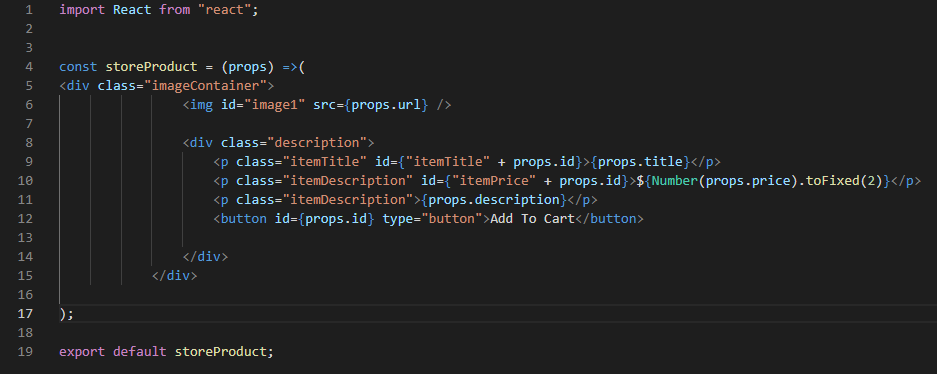 1 import React from "react";
2
3
4 const storeProduct = (props) =>(
5 <div class="imageContainer">
6 <img id="image1" src={props.url} />
7
8 <div class="description">
9 <p class="itemTitle" id={"itemTitle" + props.id}>{props.title}</p>
10 <p class="itemDescription" id={"itemPrice" + props.id}>${Number(props.price).toFixed(2)}</p>
11 <p class="itemDescription">{props.description}</p>
12 <button id={props.id} type="button">Add To Cart</button>
13
14 </div>
15 </div>
16
17 );
18
19 export default storeProduct;